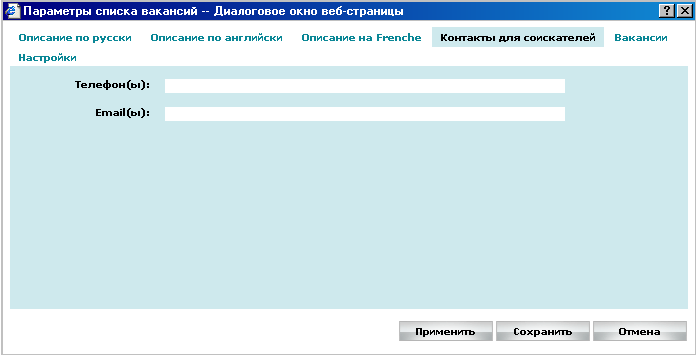 Параметры списка вакансий -- Диалоговое окно веб-страницы
Описание по русски Описание по английски Описание на Frenche Контакты для соискателей Вакансии
Настройки
Телефон(ы):
Email(ы):
Применить Сохранить Отмена